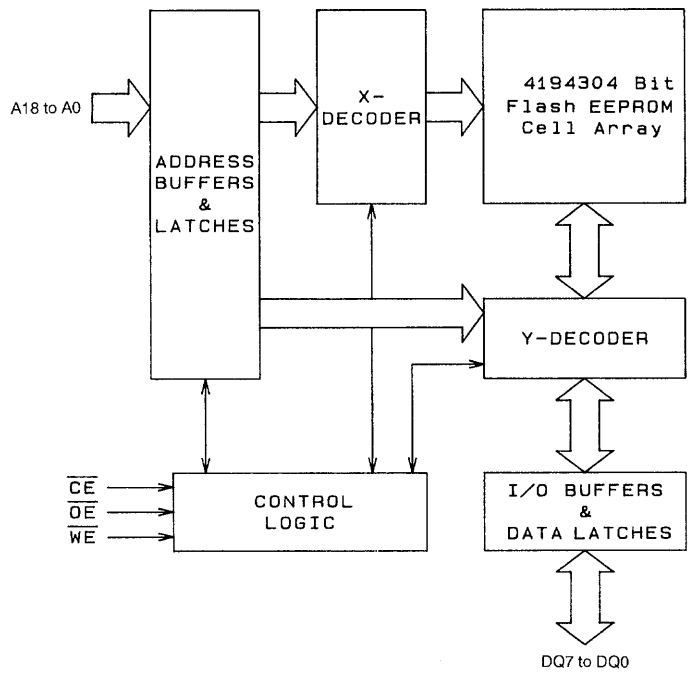 A18 to A0
ADDRESS
BUFFERS
&
LATCHES
X-
DECODER
4194304 Bit
Flash EEPROM
Cell Array
Y-DECODER
CE
OE
WE
CONTROL
LOGIC
I/O BUFFERS
&
DATA LATCHES
DQ7 to DQ0